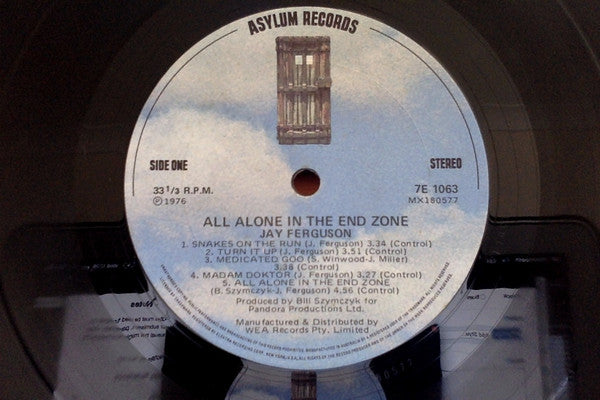 ASYLUM RECORDS
SIDE ONE
STEREO
33 1/3 R.P.M.
℗ 1976
7E 1063
MX180577
ALL ALONE IN THE END ZONE
JAY FERGUSON
1. SNAKES ON THE RUN (J. Ferguson) 3.34 (Control)
2. TURN IT UP (J. Ferguson) 3.51 (Control)
3. MEDICATED GOO (S. Winwood-J. Miller)
3.38 (Control)
4. MADAM DOKTOR (J. Ferguson) 3.27 (Control)
5. ALL ALONE IN THE END ZONE
(B. Szymczyk-J. Ferguson) 4.56 (Control)
Produced by Bill Szymczyk for
Pandora Productions Ltd.
Manufactured & Distributed by
WEA Records Pty. Limited